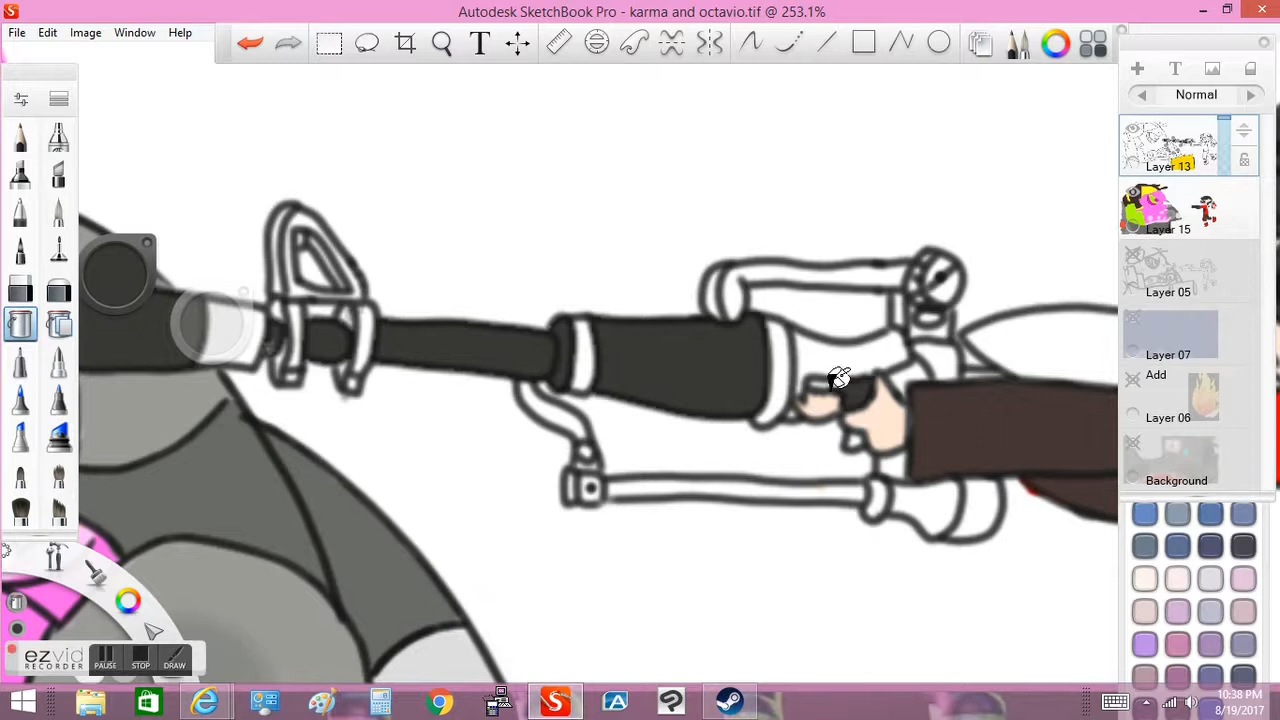 Autodesk SketchBook Pro - karma and octavio.tif @ 253.1%
File Edit Image Window Help
T
T
Normal
Layer 13
Layer 15
Layer 05
Layer 07
Add
Layer 06
Background
ezvid
RECORDER
PAUSE STOP DRAW
10:38 PM
8/19/2017